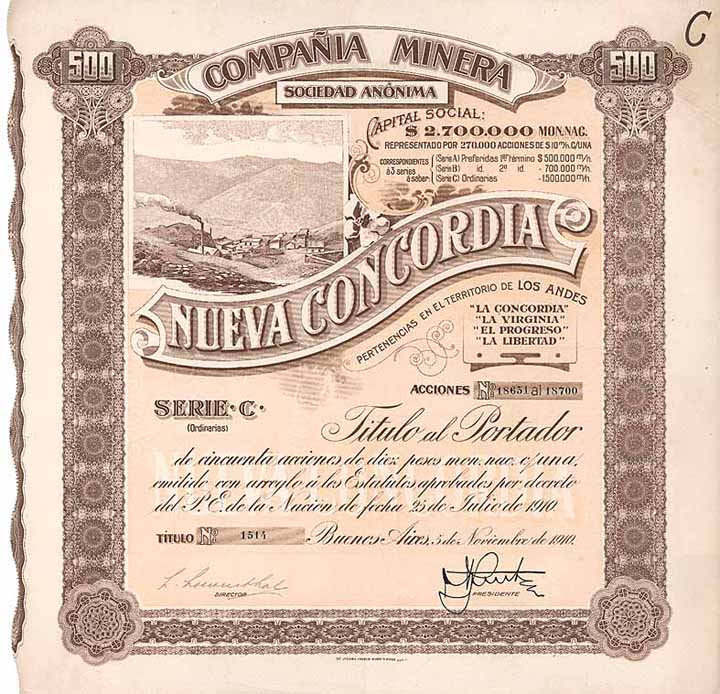 C
500
COMPAÑIA MINERA
500
SOCIEDAD ANÓNIMA
CAPITAL SOCIAL:
$ 2.700.000 MON. NAC.
REPRESENTADO POR 270.000 ACCIONES DE $ 10 m/n. C/UNA
CORRESPONDIENTES á 3 series á saber:
(Serie A) Preferidas 1er término $ 500.000 m/n.
(Serie B) id. 2º id. - 700.000 m/n.
(Serie C) Ordinarias - 1.500.000 m/n.
NUEVA CONCORDIA
PERTENENCIAS EN EL TERRITORIO DE LOS ANDES
"LA CONCORDIA"
"LA VIRGINIA"
"EL PROGRESO"
"LA LIBERTAD"
ACCIONES Nos 18651 al 18700
SERIE·C·
(Ordinarias)
Titulo al Portador
de cincuenta acciones de diez pesos mon. nac. c/una,
emitido con arreglo á los Estatutos aprobados por decreto
del P.E. de la Nación de fecha 25 de Julio de 1910.
TÍTULO No 1514 Buenos Aires, 5 de Noviembre de 1910.
DIRECTOR
PRESIDENTE
500
500